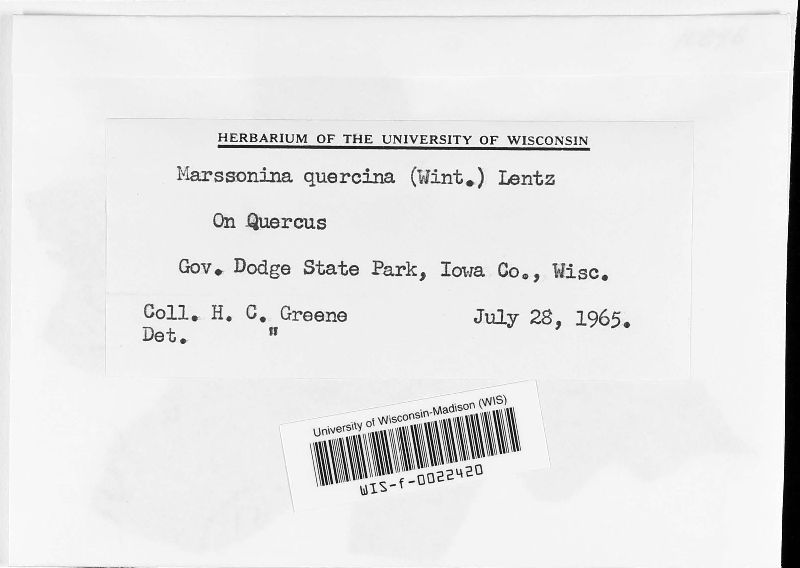 HERBARIUM OF THE UNIVERSITY OF WISCONSIN
Marssonina quercina (Wint.) Lentz
On Quercus
Gov. Dodge State Park, Iowa Co., Wisc.
Coll. H. C. Greene July 28, 1965.
Det. "
University of Wisconsin-Madison (WIS)
WIS-f-0022420